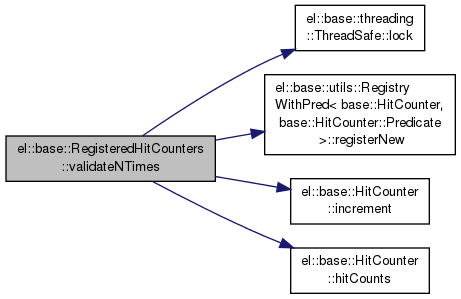 el::base::threading
::ThreadSafe::lock
el::base::utils::Registry
WithPred< base::HitCounter,
base::HitCounter::Predicate
>::registerNew
el::base::RegisteredHitCounters
::validateNTimes
el::base::HitCounter
::increment
el::base::HitCounter
::hitCounts